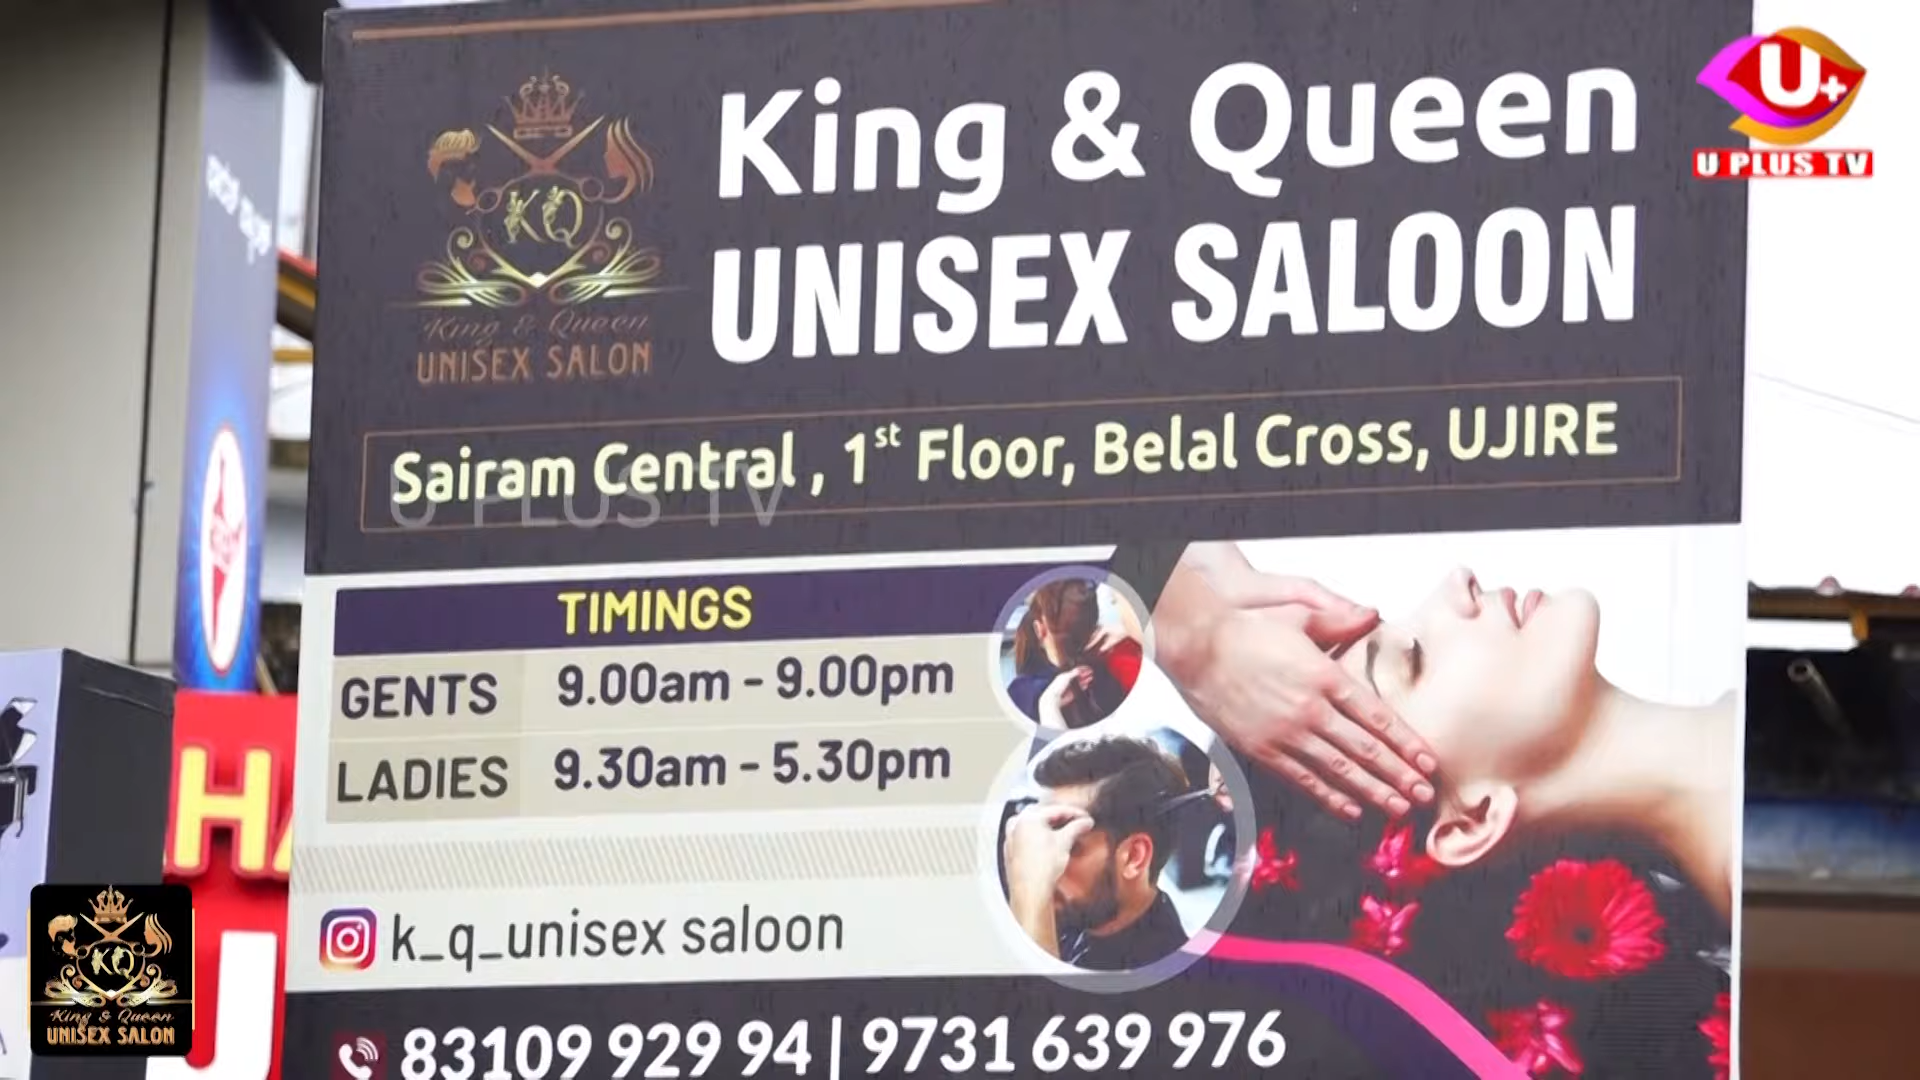 King & Queen
UNISEX SALOON
KQ
King & Queen
UNISEX SALON
Sairam Central , 1st Floor, Belal Cross, UJIRE
U PLUS TV
TIMINGS
GENTS 9.00am - 9.00pm
LADIES 9.30am - 5.30pm
k_q_unisex saloon
83109 929 94 | 9731 639 976
U+
U PLUS TV
KQ
King & Queen
UNISEX SALON